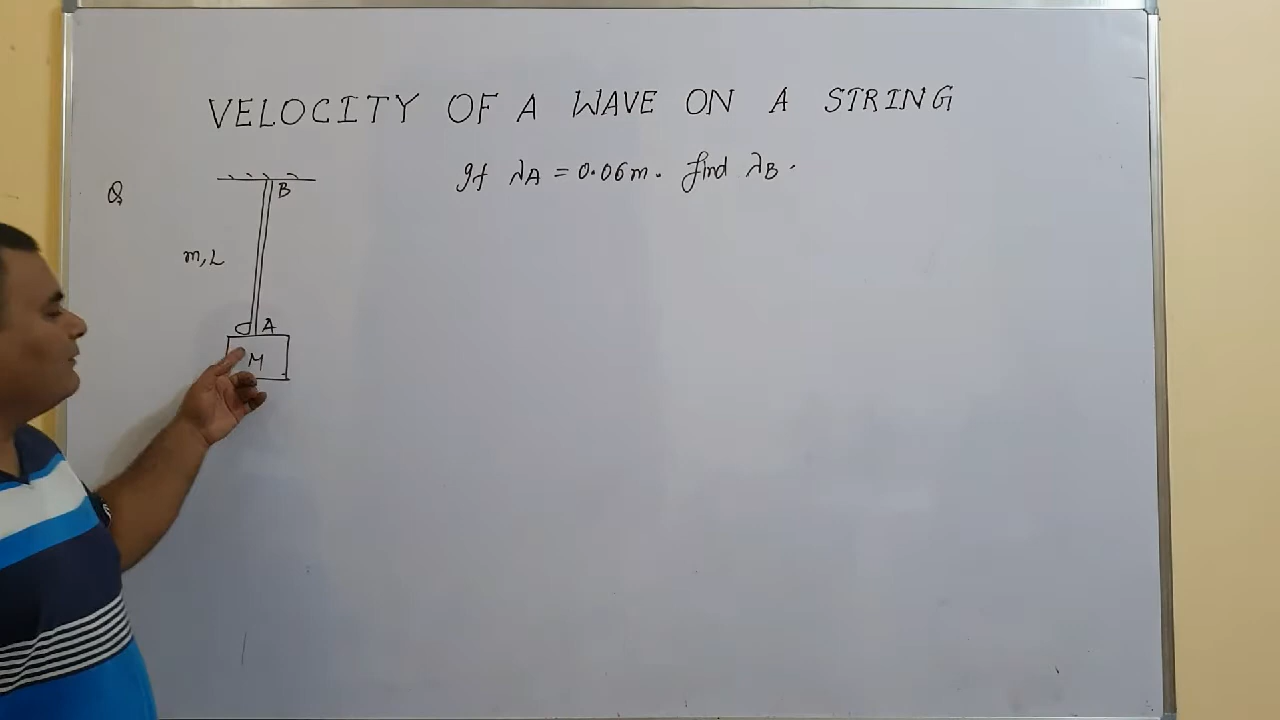 VELOCITY OF A WAVE ON A STRING
If λA = 0.06m. find λB.
Q
B
m, L
A
M